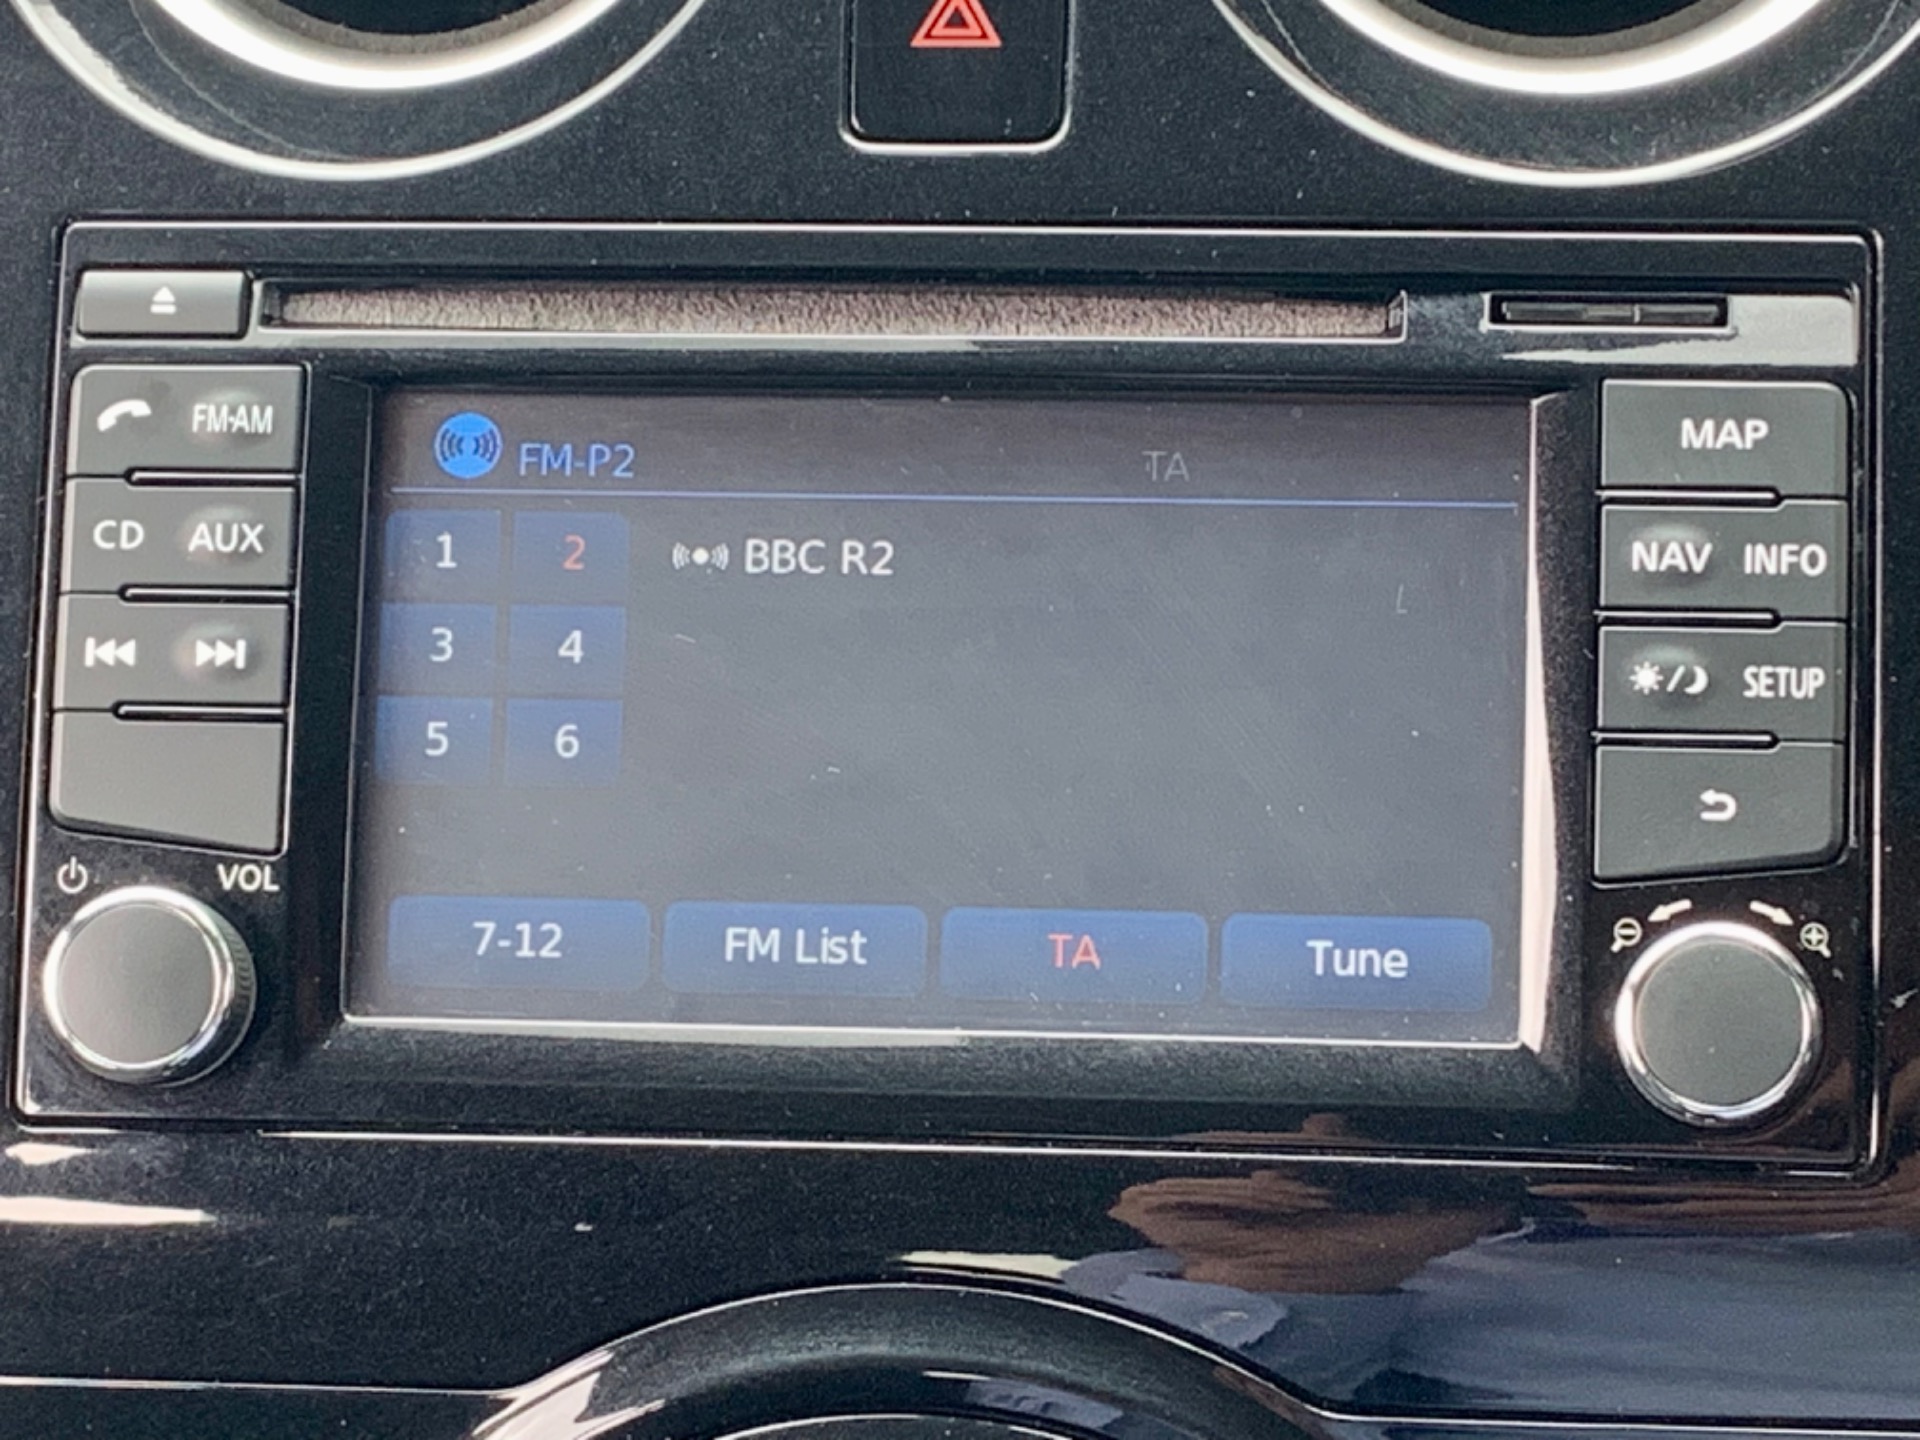 FM·AM
CD AUX
VOL
FM-P2 TA
1 2 BBC R2
3 4
5 6
7-12 FM List TA Tune
MAP
NAV INFO
SETUP